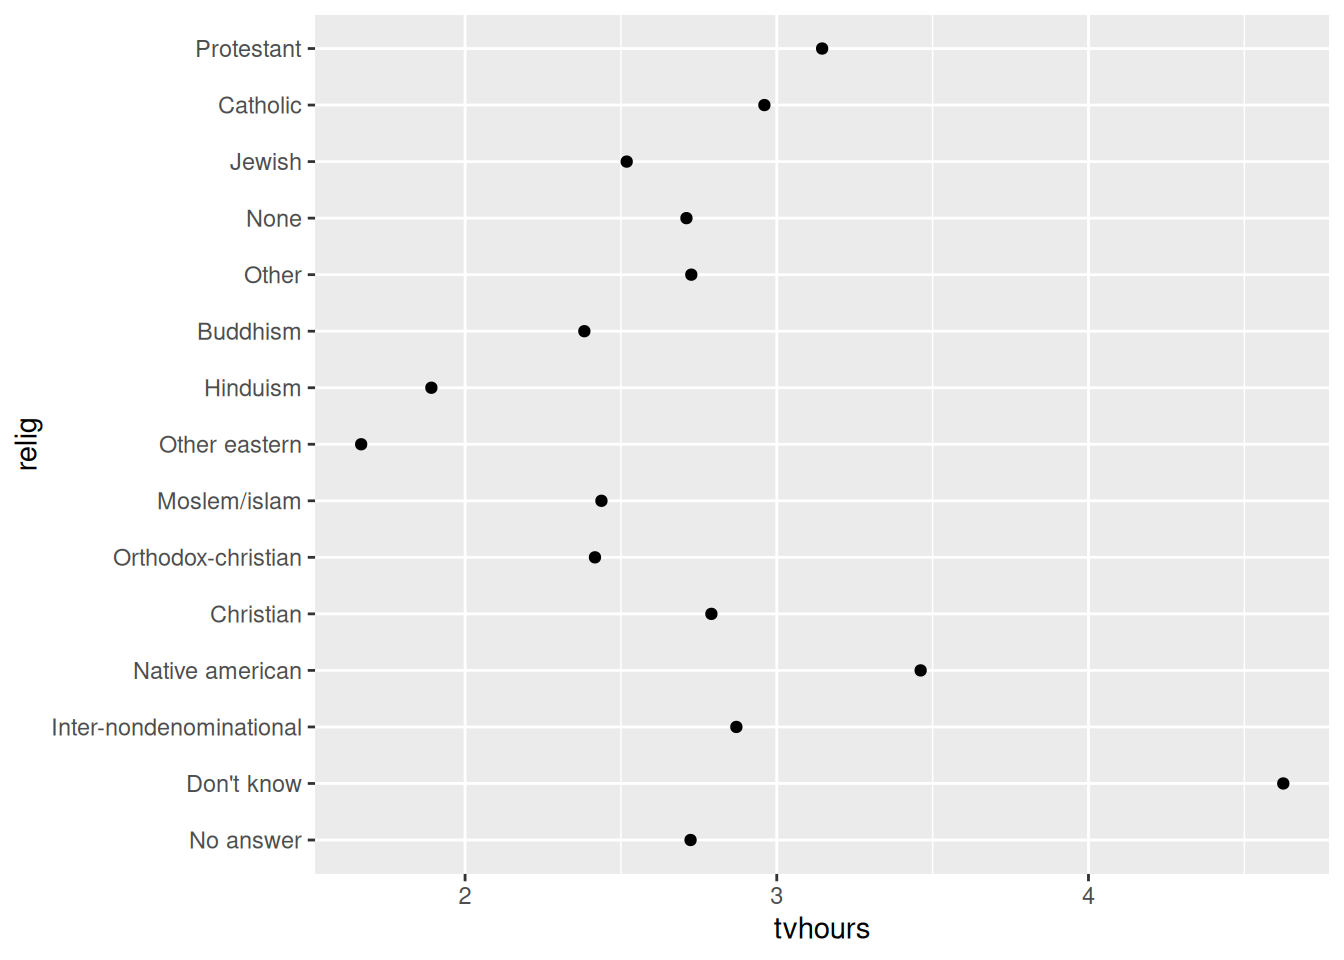 Protestant
Catholic
Jewish
None
Other
Buddhism
Hinduism
Other eastern
Moslem/islam
Orthodox-christian
Christian
Native american
Inter-nondenominational
Don't know
No answer
relig
2 3 4
tvhours